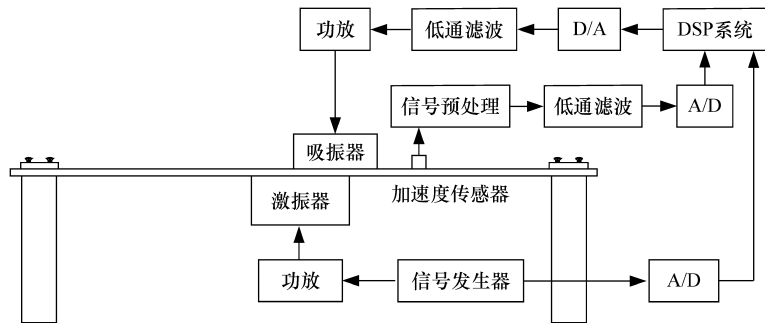 功放
低通滤波
D/A
DSP系统
信号预处理
低通滤波
A/D
吸振器
激振器
加速度传感器
功放
信号发生器
A/D